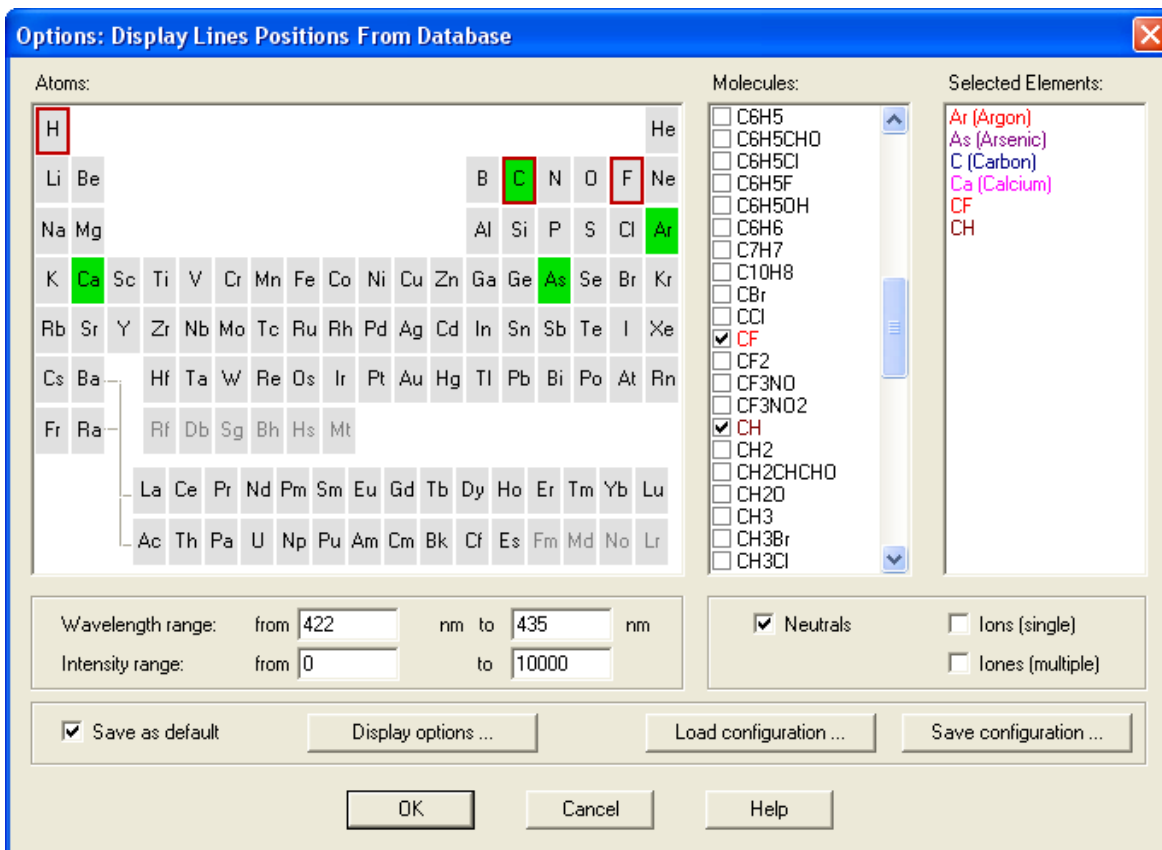 Options: Display Lines Positions From Database
Atoms:
H He
Li Be B C N O F Ne
Na Mg Al Si P S Cl Ar
K Ca Sc Ti V Cr Mn Fe Co Ni Cu Zn Ga Ge As Se Br Kr
Rb Sr Y Zr Nb Mo Tc Ru Rh Pd Ag Cd In Sn Sb Te I Xe
Cs Ba Hf Ta W Re Os Ir Pt Au Hg Tl Pb Bi Po At Rn
Fr Ra Rf Db Sg Bh Hs Mt
La Ce Pr Nd Pm Sm Eu Gd Tb Dy Ho Er Tm Yb Lu
Ac Th Pa U Np Pu Am Cm Bk Cf Es Fm Md No Lr
Molecules:
C6H5
C6H5CHO
C6H5Cl
C6H5F
C6H5OH
C6H6
C7H7
C10H8
CBr
CCl
CF
CF2
CF3NO
CF3NO2
CH
CH2
CH2CHCHO
CH2O
CH3
CH3Br
CH3Cl
Selected Elements:
Ar (Argon)
As (Arsenic)
C (Carbon)
Ca (Calcium)
CF
CH
Wavelength range: from 422 nm to 435 nm
Intensity range: from 0 to 10000
Neutrals Ions (single)
Iones (multiple)
Save as default Display options ... Load configuration ... Save configuration ...
OK Cancel Help